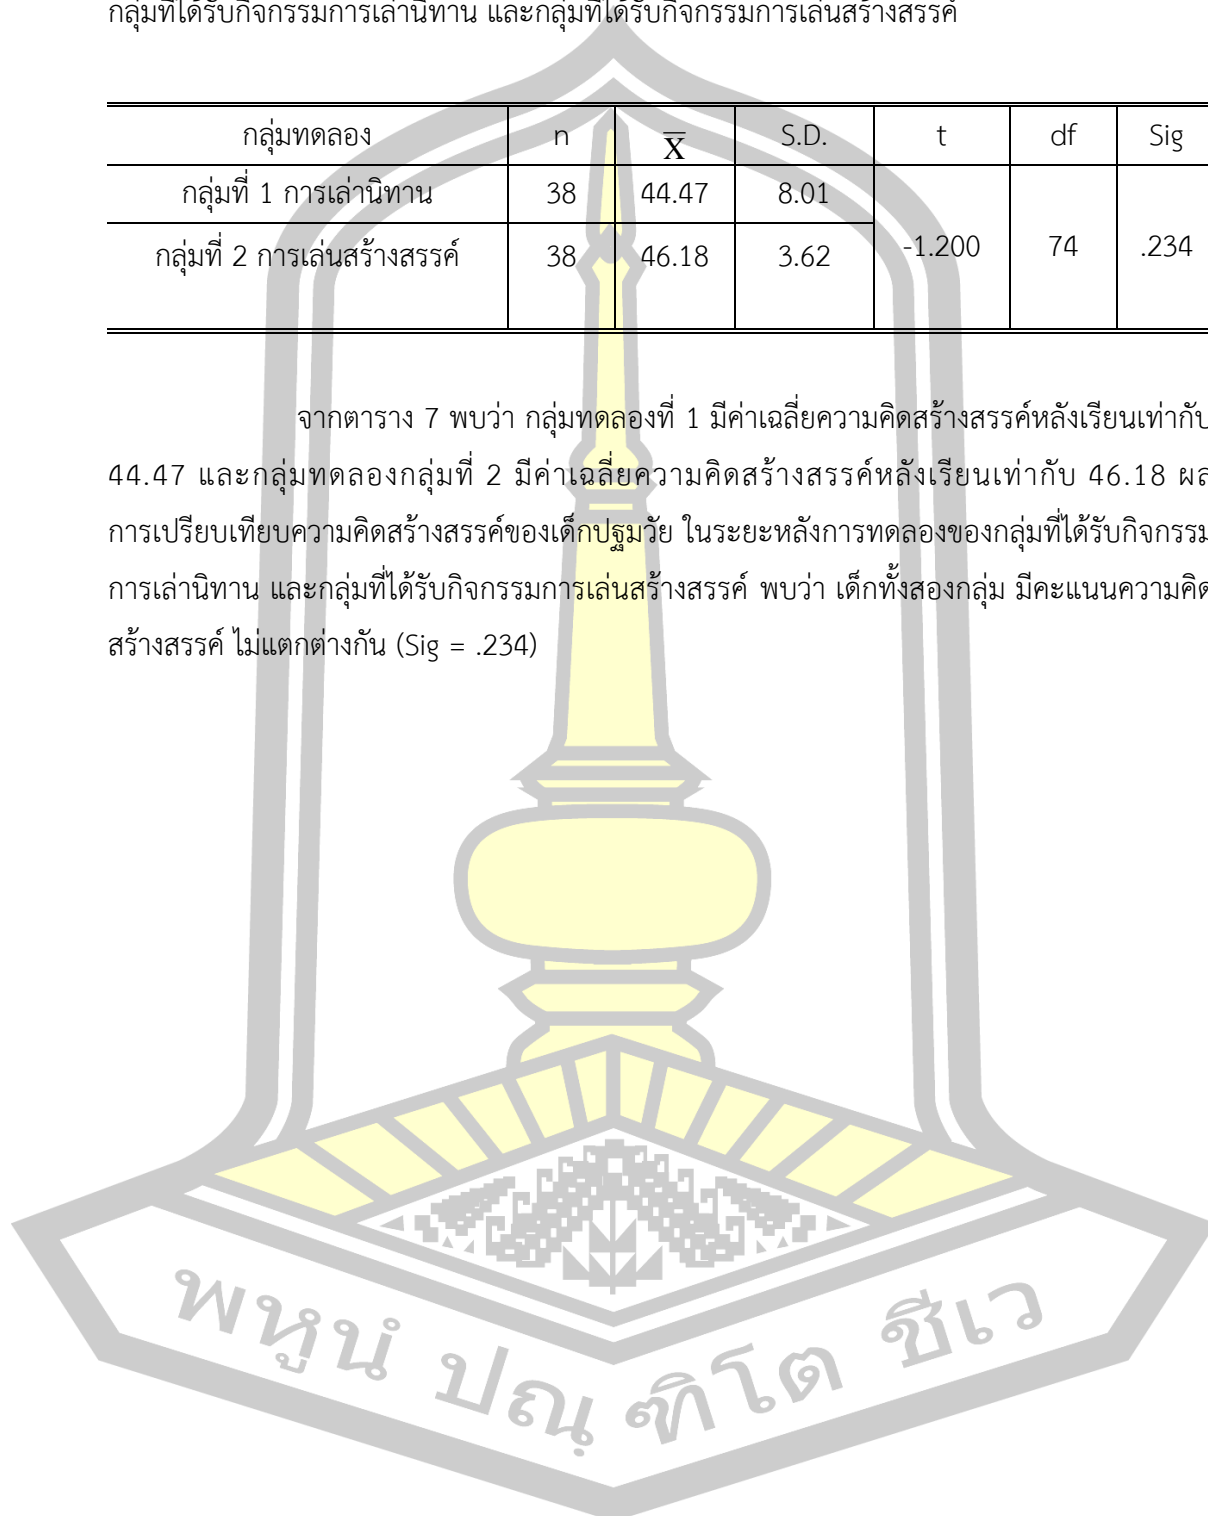 กลุ่มที่ได้รับกิจกรรมการเล่านิทาน และกลุ่มที่ได้รับกิจกรรมการเล่นสร้างสรรค์
กลุ่มทดลอง n X̅ S.D. t df Sig
กลุ่มที่ 1 การเล่านิทาน 38 44.47 8.01
กลุ่มที่ 2 การเล่นสร้างสรรค์ 38 46.18 3.62 -1.200 74 .234
จากตาราง 7 พบว่า กลุ่มทดลองที่ 1 มีค่าเฉลี่ยความคิดสร้างสรรค์หลังเรียนเท่ากับ
44.47 และกลุ่มทดลองกลุ่มที่ 2 มีค่าเฉลี่ยความคิดสร้างสรรค์หลังเรียนเท่ากับ 46.18 ผล
การเปรียบเทียบความคิดสร้างสรรค์ของเด็กปฐมวัย ในระยะหลังการทดลองของกลุ่มที่ได้รับกิจกรรม
การเล่านิทาน และกลุ่มที่ได้รับกิจกรรมการเล่นสร้างสรรค์ พบว่า เด็กทั้งสองกลุ่ม มีคะแนนความคิด
สร้างสรรค์ ไม่แตกต่างกัน (Sig = .234)
พหูนํ ปณฺฑิโต ชีเว